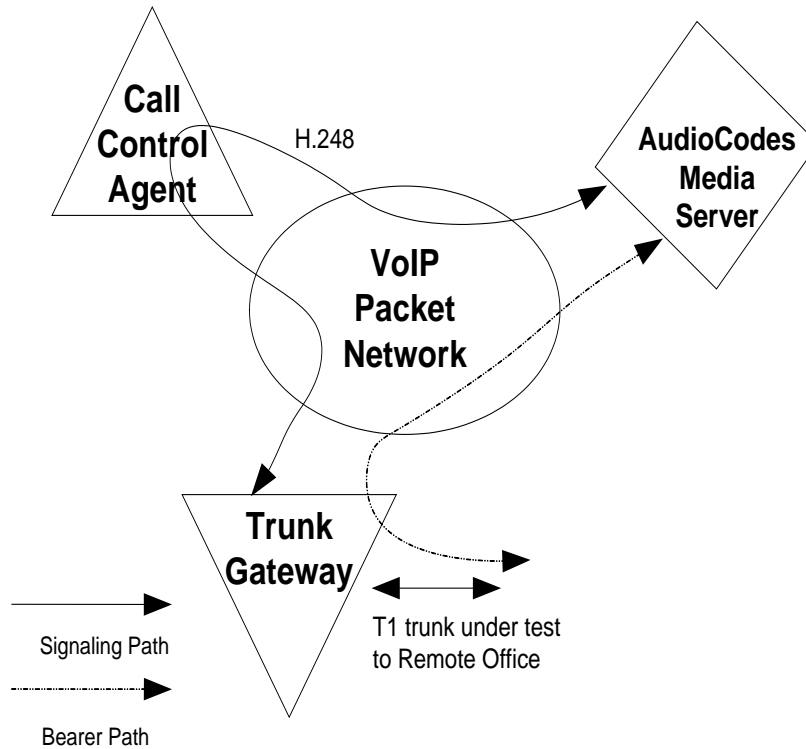 Call
Control
Agent
H.248
AudioCodes
Media
Server
VoIP
Packet
Network
Trunk
Gateway
T1 trunk under test
to Remote Office
Signaling Path
Bearer Path